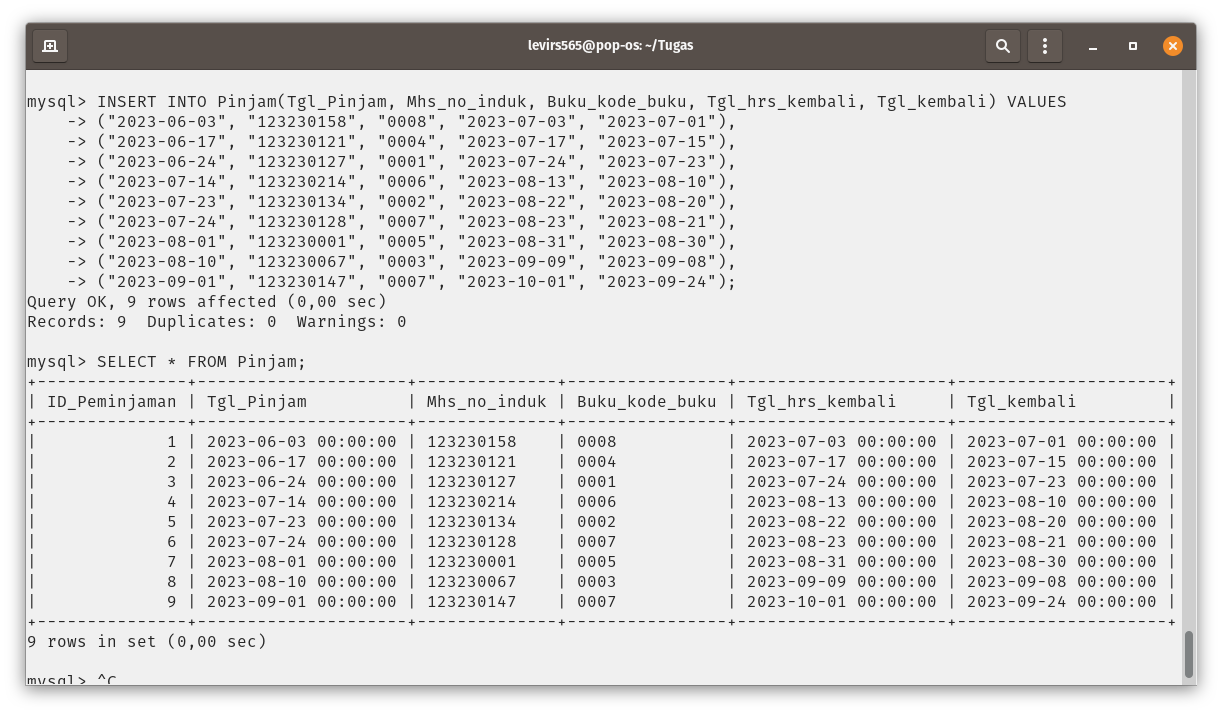 levirs565@pop-os: ~/Tugas
mysql> INSERT INTO Pinjam(Tgl_Pinjam, Mhs_no_induk, Buku_kode_buku, Tgl_hrs_kembali, Tgl_kembali) VALUES
    -> ("2023-06-03", "123230158", "0008", "2023-07-03", "2023-07-01"),
    -> ("2023-06-17", "123230121", "0004", "2023-07-17", "2023-07-15"),
    -> ("2023-06-24", "123230127", "0001", "2023-07-24", "2023-07-23"),
    -> ("2023-07-14", "123230214", "0006", "2023-08-13", "2023-08-10"),
    -> ("2023-07-23", "123230134", "0002", "2023-08-22", "2023-08-20"),
    -> ("2023-07-24", "123230128", "0007", "2023-08-23", "2023-08-21"),
    -> ("2023-08-01", "123230001", "0005", "2023-08-31", "2023-08-30"),
    -> ("2023-08-10", "123230067", "0003", "2023-09-09", "2023-09-08"),
    -> ("2023-09-01", "123230147", "0007", "2023-10-01", "2023-09-24");
Query OK, 9 rows affected (0,00 sec)
Records: 9  Duplicates: 0  Warnings: 0
mysql> SELECT * FROM Pinjam;
+---------------+---------------------+--------------+----------------+---------------------+---------------------+
| ID_Peminjaman | Tgl_Pinjam          | Mhs_no_induk | Buku_kode_buku | Tgl_hrs_kembali     | Tgl_kembali         |
+---------------+---------------------+--------------+----------------+---------------------+---------------------+
|             1 | 2023-06-03 00:00:00 | 123230158    | 0008           | 2023-07-03 00:00:00 | 2023-07-01 00:00:00 |
|             2 | 2023-06-17 00:00:00 | 123230121    | 0004           | 2023-07-17 00:00:00 | 2023-07-15 00:00:00 |
|             3 | 2023-06-24 00:00:00 | 123230127    | 0001           | 2023-07-24 00:00:00 | 2023-07-23 00:00:00 |
|             4 | 2023-07-14 00:00:00 | 123230214    | 0006           | 2023-08-13 00:00:00 | 2023-08-10 00:00:00 |
|             5 | 2023-07-23 00:00:00 | 123230134    | 0002           | 2023-08-22 00:00:00 | 2023-08-20 00:00:00 |
|             6 | 2023-07-24 00:00:00 | 123230128    | 0007           | 2023-08-23 00:00:00 | 2023-08-21 00:00:00 |
|             7 | 2023-08-01 00:00:00 | 123230001    | 0005           | 2023-08-31 00:00:00 | 2023-08-30 00:00:00 |
|             8 | 2023-08-10 00:00:00 | 123230067    | 0003           | 2023-09-09 00:00:00 | 2023-09-08 00:00:00 |
|             9 | 2023-09-01 00:00:00 | 123230147    | 0007           | 2023-10-01 00:00:00 | 2023-09-24 00:00:00 |
+---------------+---------------------+--------------+----------------+---------------------+---------------------+
9 rows in set (0,00 sec)
mysql> ^C